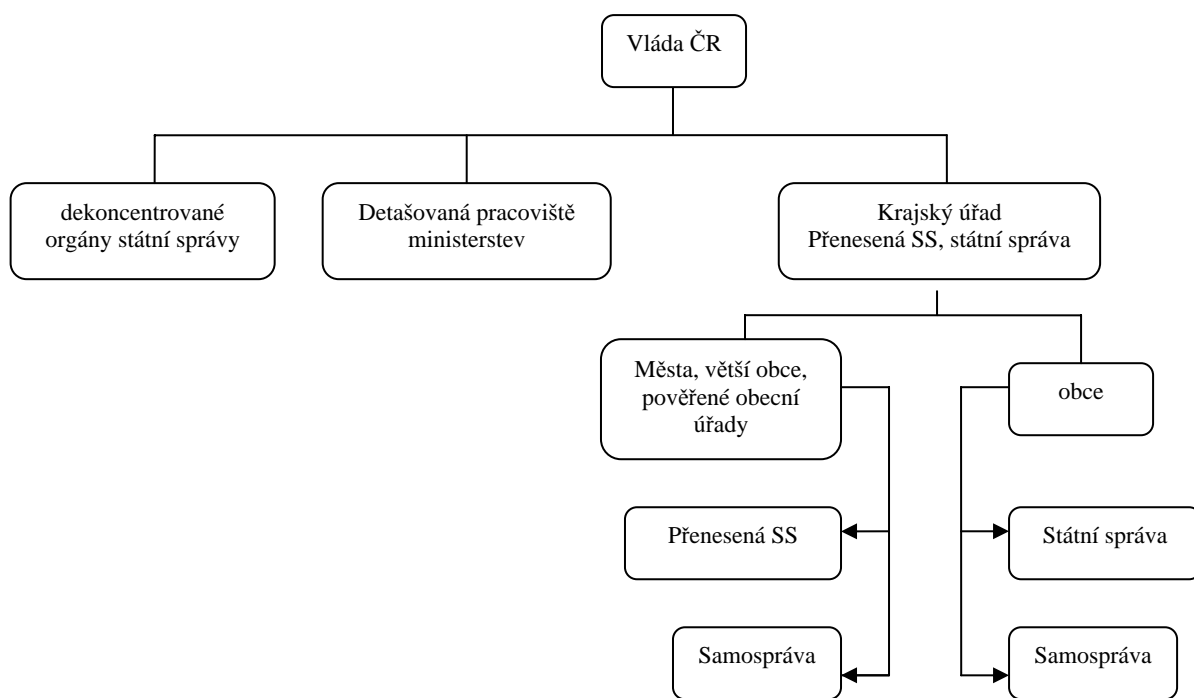 Vláda ČR
dekoncentrované
orgány státní správy
Detašovaná pracoviště
ministerstev
Krajský úřad
Přenesená SS, státní správa
Města, větší obce,
pověřené obecní
úřady
obce
Přenesená SS
Státní správa
Samospráva
Samospráva